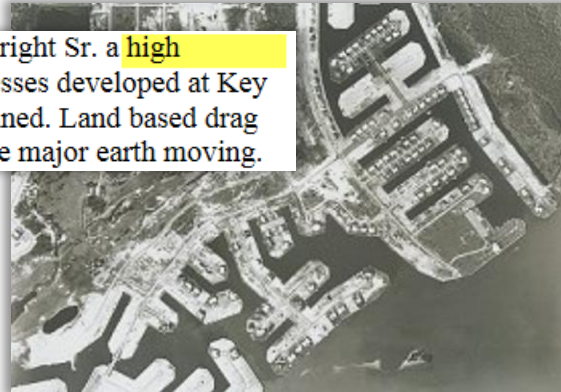 right Sr. a high
sses developed at Key
ned. Land based drag
e major earth moving.